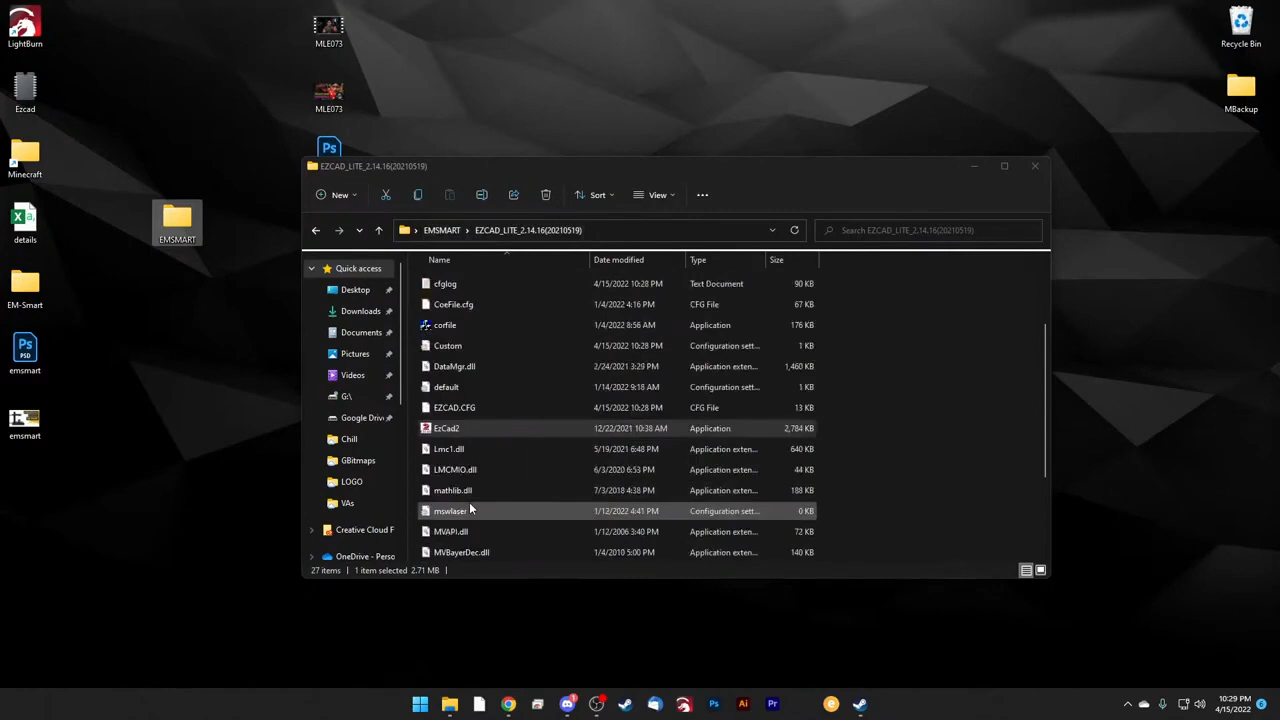 LightBurn
MLE073
Recycle Bin
Ezcad
MLE073
MBackup
Ps
Minecraft
EMSMART
details
EM-Smart
Ps
PSD
emsmart
emsmart
EZCAD_LITE_2.14.16(20210519)
New
Sort
View
EMSMART > EZCAD_LITE_2.14.16(20210519)
Search EZCAD_LITE_2.14.16(20210519)
Quick access
Desktop
Downloads
Documents
Pictures
Videos
G:\
Google Driv
Chill
GBitmaps
LOGO
VAs
Creative Cloud F
OneDrive - Perso
Name Date modified Type Size
cfglog 4/15/2022 10:28 PM Text Document 90 KB
CoeFile.cfg 1/4/2022 4:16 PM CFG File 67 KB
corfile 1/4/2022 8:56 AM Application 176 KB
Custom 4/15/2022 10:28 PM Configuration sett... 1 KB
DataMgr.dll 2/24/2021 3:29 PM Application exten... 1,460 KB
default 1/14/2022 9:18 AM Configuration sett... 1 KB
EZCAD.CFG 4/15/2022 10:28 PM CFG File 13 KB
EzCad2 12/22/2021 10:38 AM Application 2,784 KB
Lmc1.dll 5/19/2021 6:48 PM Application exten... 640 KB
LMCMIO.dll 6/3/2020 6:53 PM Application exten... 44 KB
mathlib.dll 7/3/2018 4:38 PM Application exten... 188 KB
mswlaser 1/12/2022 4:41 PM Configuration sett... 0 KB
MVAPI.dll 1/12/2006 3:40 PM Application exten... 72 KB
MVBayerDec.dll 1/4/2010 5:00 PM Application exten... 140 KB
27 items 1 item selected 2.71 MB
1
Ps
Ai
Pr
10:29 PM
4/15/2022
6